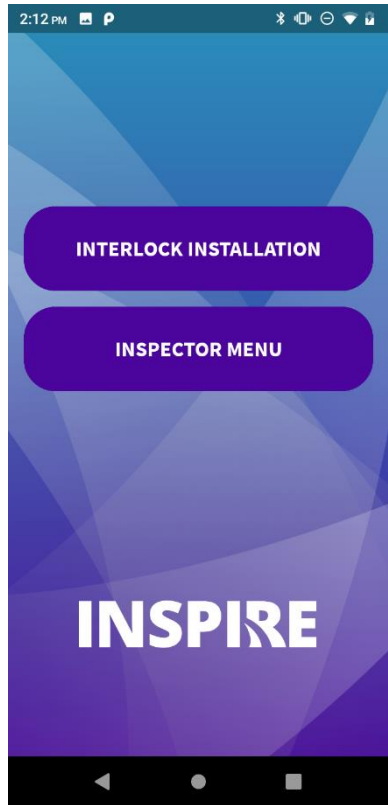 2:12 PM
INTERLOCK INSTALLATION
INSPECTOR MENU
INSPIRE